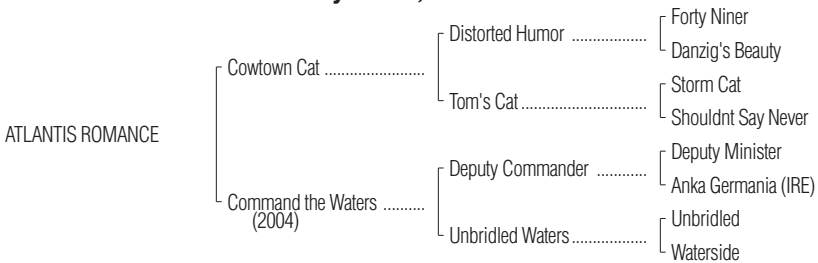 Forty Niner
Distorted Humor ..................
Danzig's Beauty
Cowtown Cat ........................
Storm Cat
Tom's Cat ..............................
Shouldnt Say Never
ATLANTIS ROMANCE
Deputy Minister
Deputy Commander ............
Anka Germania (IRE)
Command the Waters ..........
(2004)
Unbridled
Unbridled Waters ..................
Waterside